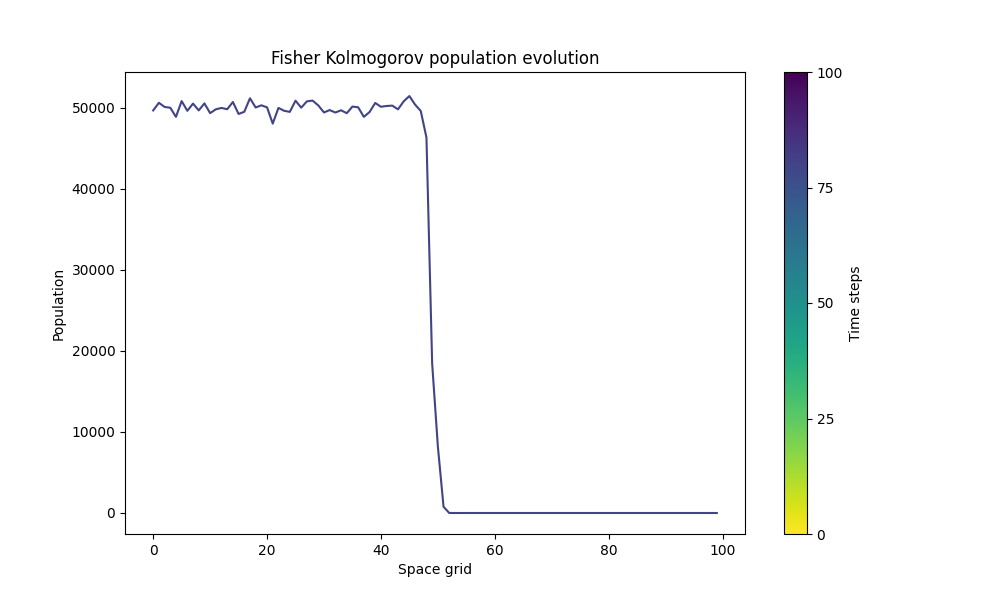 Fisher Kolmogorov population evolution
Population
50000
40000
30000
20000
10000
0
0 20 40 60 80 100
Space grid
100
75
50
25
0
Time steps